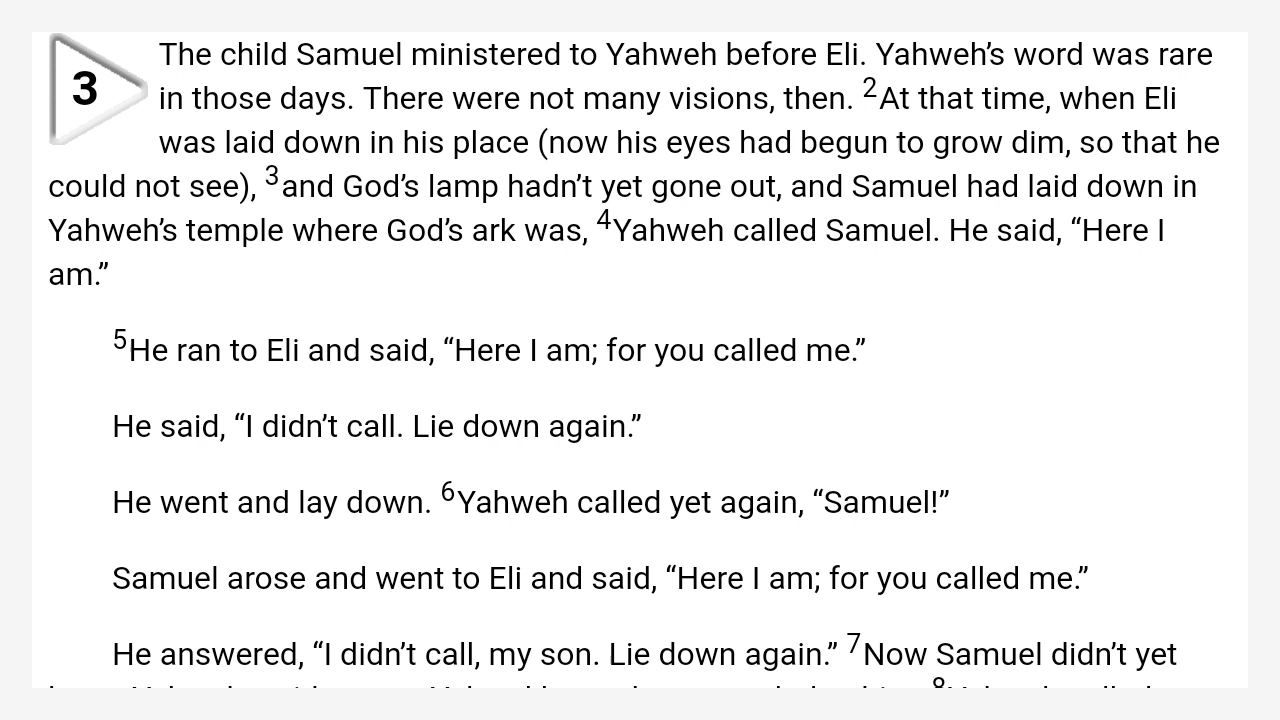 3
The child Samuel ministered to Yahweh before Eli. Yahweh’s word was rare
in those days. There were not many visions, then. 2At that time, when Eli
was laid down in his place (now his eyes had begun to grow dim, so that he
could not see), 3and God’s lamp hadn’t yet gone out, and Samuel had laid down in
Yahweh’s temple where God’s ark was, 4Yahweh called Samuel. He said, “Here I
am.”
5He ran to Eli and said, “Here I am; for you called me.”
He said, “I didn’t call. Lie down again.”
He went and lay down. 6Yahweh called yet again, “Samuel!”
Samuel arose and went to Eli and said, “Here I am; for you called me.”
He answered, “I didn’t call, my son. Lie down again.” 7Now Samuel didn’t yet